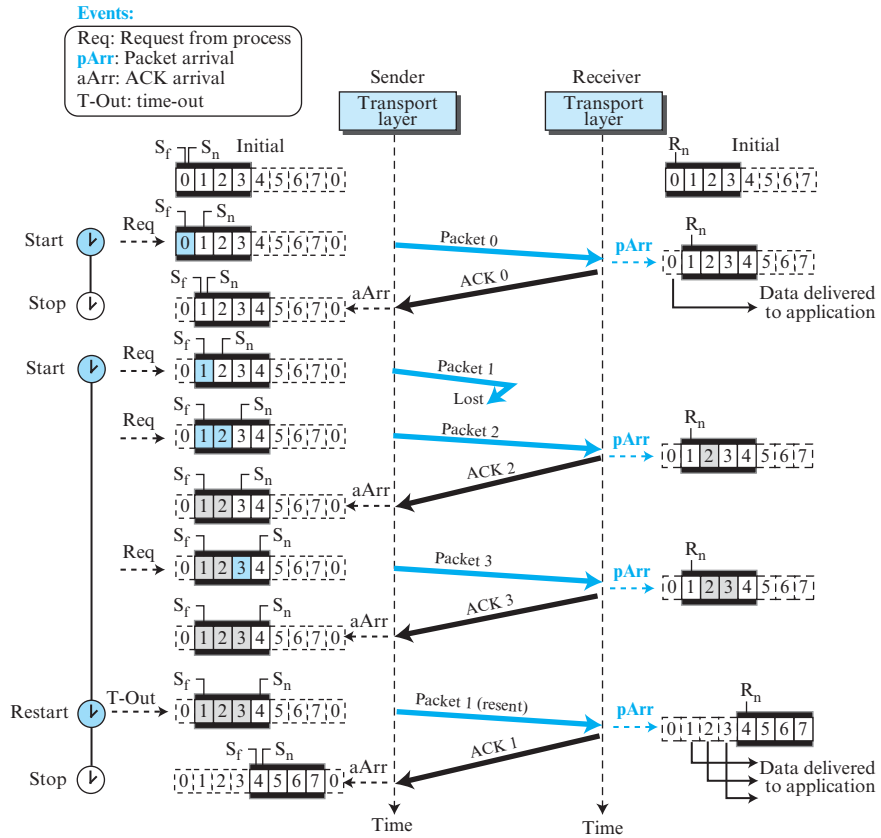 Events:
Req: Request from process
pArr: Packet arrival
aArr: ACK arrival
T-Out: time-out
Sender
Receiver
Transport layer
Transport layer
Sf Sn Initial
0 1 2 3 4 5 6 7 0
Rn Initial
0 1 2 3 4 5 6 7
Start
Req
Sf Sn
0 1 2 3 4 5 6 7 0
Packet 0
pArr
Rn
0 1 2 3 4 5 6 7
Data delivered
to application
Stop
Sf Sn
0 1 2 3 4 5 6 7 0
aArr
ACK 0
Start
Req
Sf Sn
0 1 2 3 4 5 6 7 0
Packet 1
Lost
Req
Sf Sn
0 1 2 3 4 5 6 7 0
Packet 2
pArr
Rn
0 1 2 3 4 5 6 7
Sf Sn
0 1 2 3 4 5 6 7 0
aArr
ACK 2
Req
Sf Sn
0 1 2 3 4 5 6 7 0
Packet 3
pArr
Rn
0 1 2 3 4 5 6 7
Sf Sn
0 1 2 3 4 5 6 7 0
aArr
ACK 3
Restart
T-Out
Sf Sn
0 1 2 3 4 5 6 7 0
Packet 1 (resent)
pArr
Rn
0 1 2 3 4 5 6 7
Data delivered
to application
Stop
Sf Sn
0 1 2 3 4 5 6 7 0
aArr
ACK 1
Time
Time